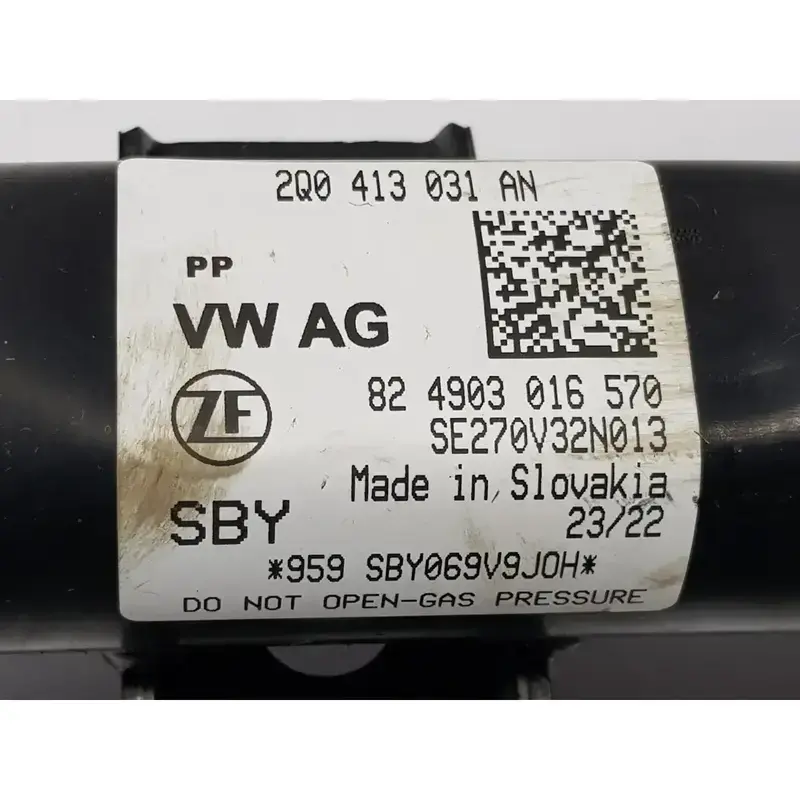 2Q0 413 031 AN
PP
VW AG
ZF
82 4903 016 570
SE270V32N013
Made in Slovakia
SBY
23/22
*959 SBY069V9J0H*
DO NOT OPEN-GAS PRESSURE